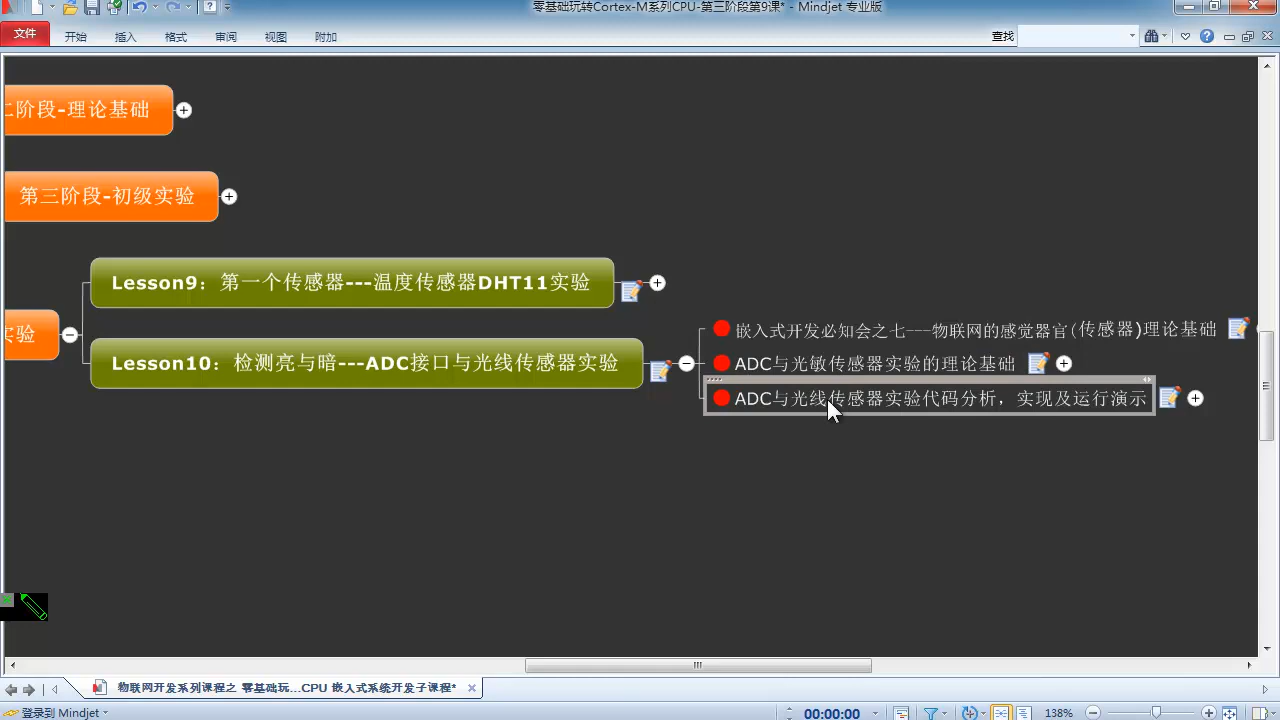 零基础玩转Cortex-M系列CPU-第三阶段第9课* - Mindjet 专业版
文件 开始 插入 格式 审阅 视图 附加 查找
二阶段-理论基础
第三阶段-初级实验
Lesson9：第一个传感器---温度传感器DHT11实验
实验
Lesson10：检测亮与暗---ADC接口与光线传感器实验
嵌入式开发必知会之七---物联网的感觉器官(传感器)理论基础
ADC与光敏传感器实验的理论基础
ADC与光线传感器实验代码分析，实现及运行演示
物联网开发系列课程之 零基础玩...CPU 嵌入式系统开发子课程*
登录到 Mindjet 00:00:00 138%